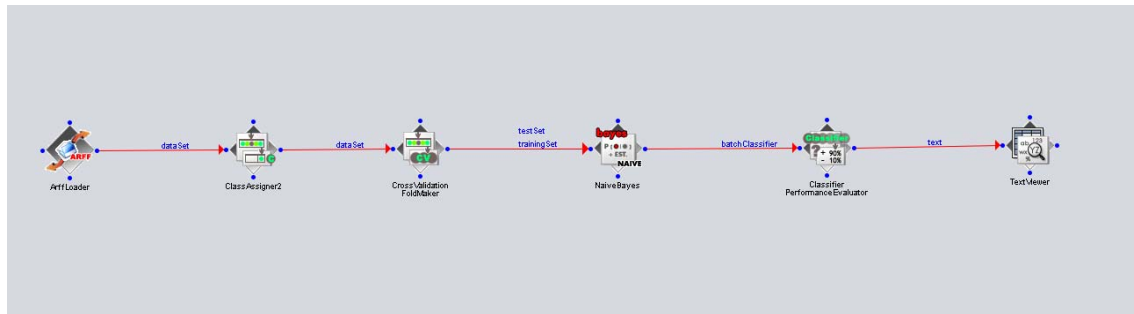 ARFF
ArffLoader
dataSet
C
ClassAssigner2
dataSet
CV
CrossValidation
FoldMaker
testSet
trainingSet
bayes
+ EST.
NAIVE
NaiveBayes
batchClassifier
Classifier
+ 90%
- 10%
Classifier
PerformanceEvaluator
text
TextViewer